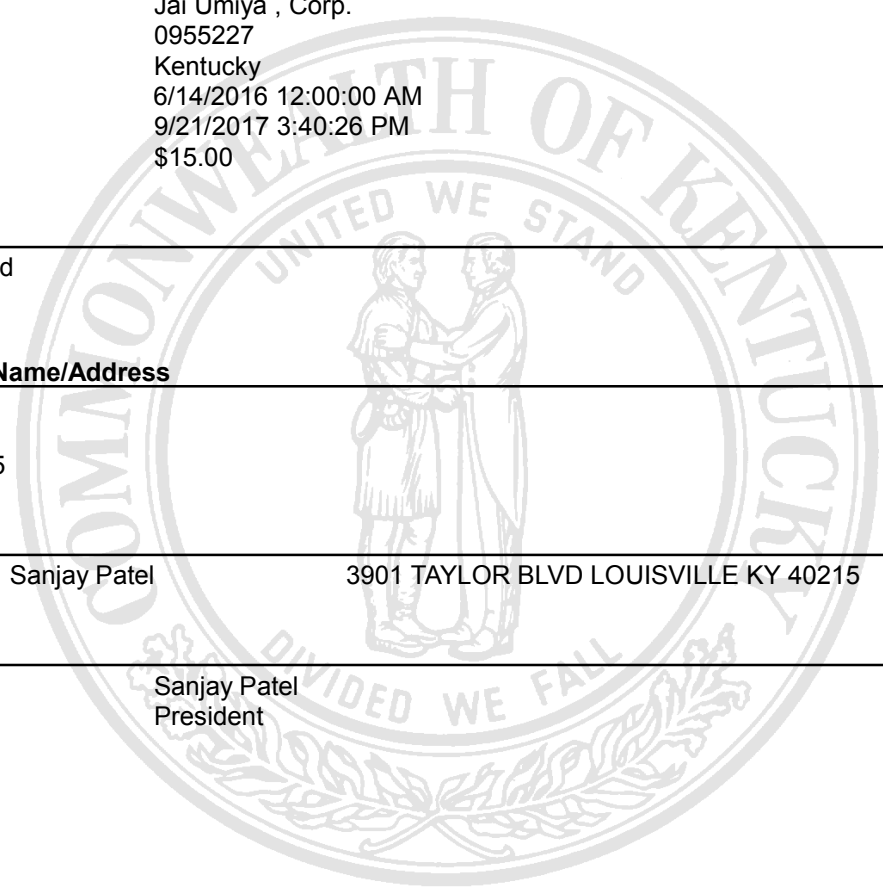 Jai Umiya , Corp.
0955227
Kentucky
6/14/2016 12:00:00 AM
9/21/2017 3:40:26 PM
$15.00
COMMONWEALTH OF KENTUCKY
UNITED WE STAND
d
Name/Address
5
Sanjay Patel 3901 TAYLOR BLVD LOUISVILLE KY 40215
DIVIDED WE FALL
Sanjay Patel
President